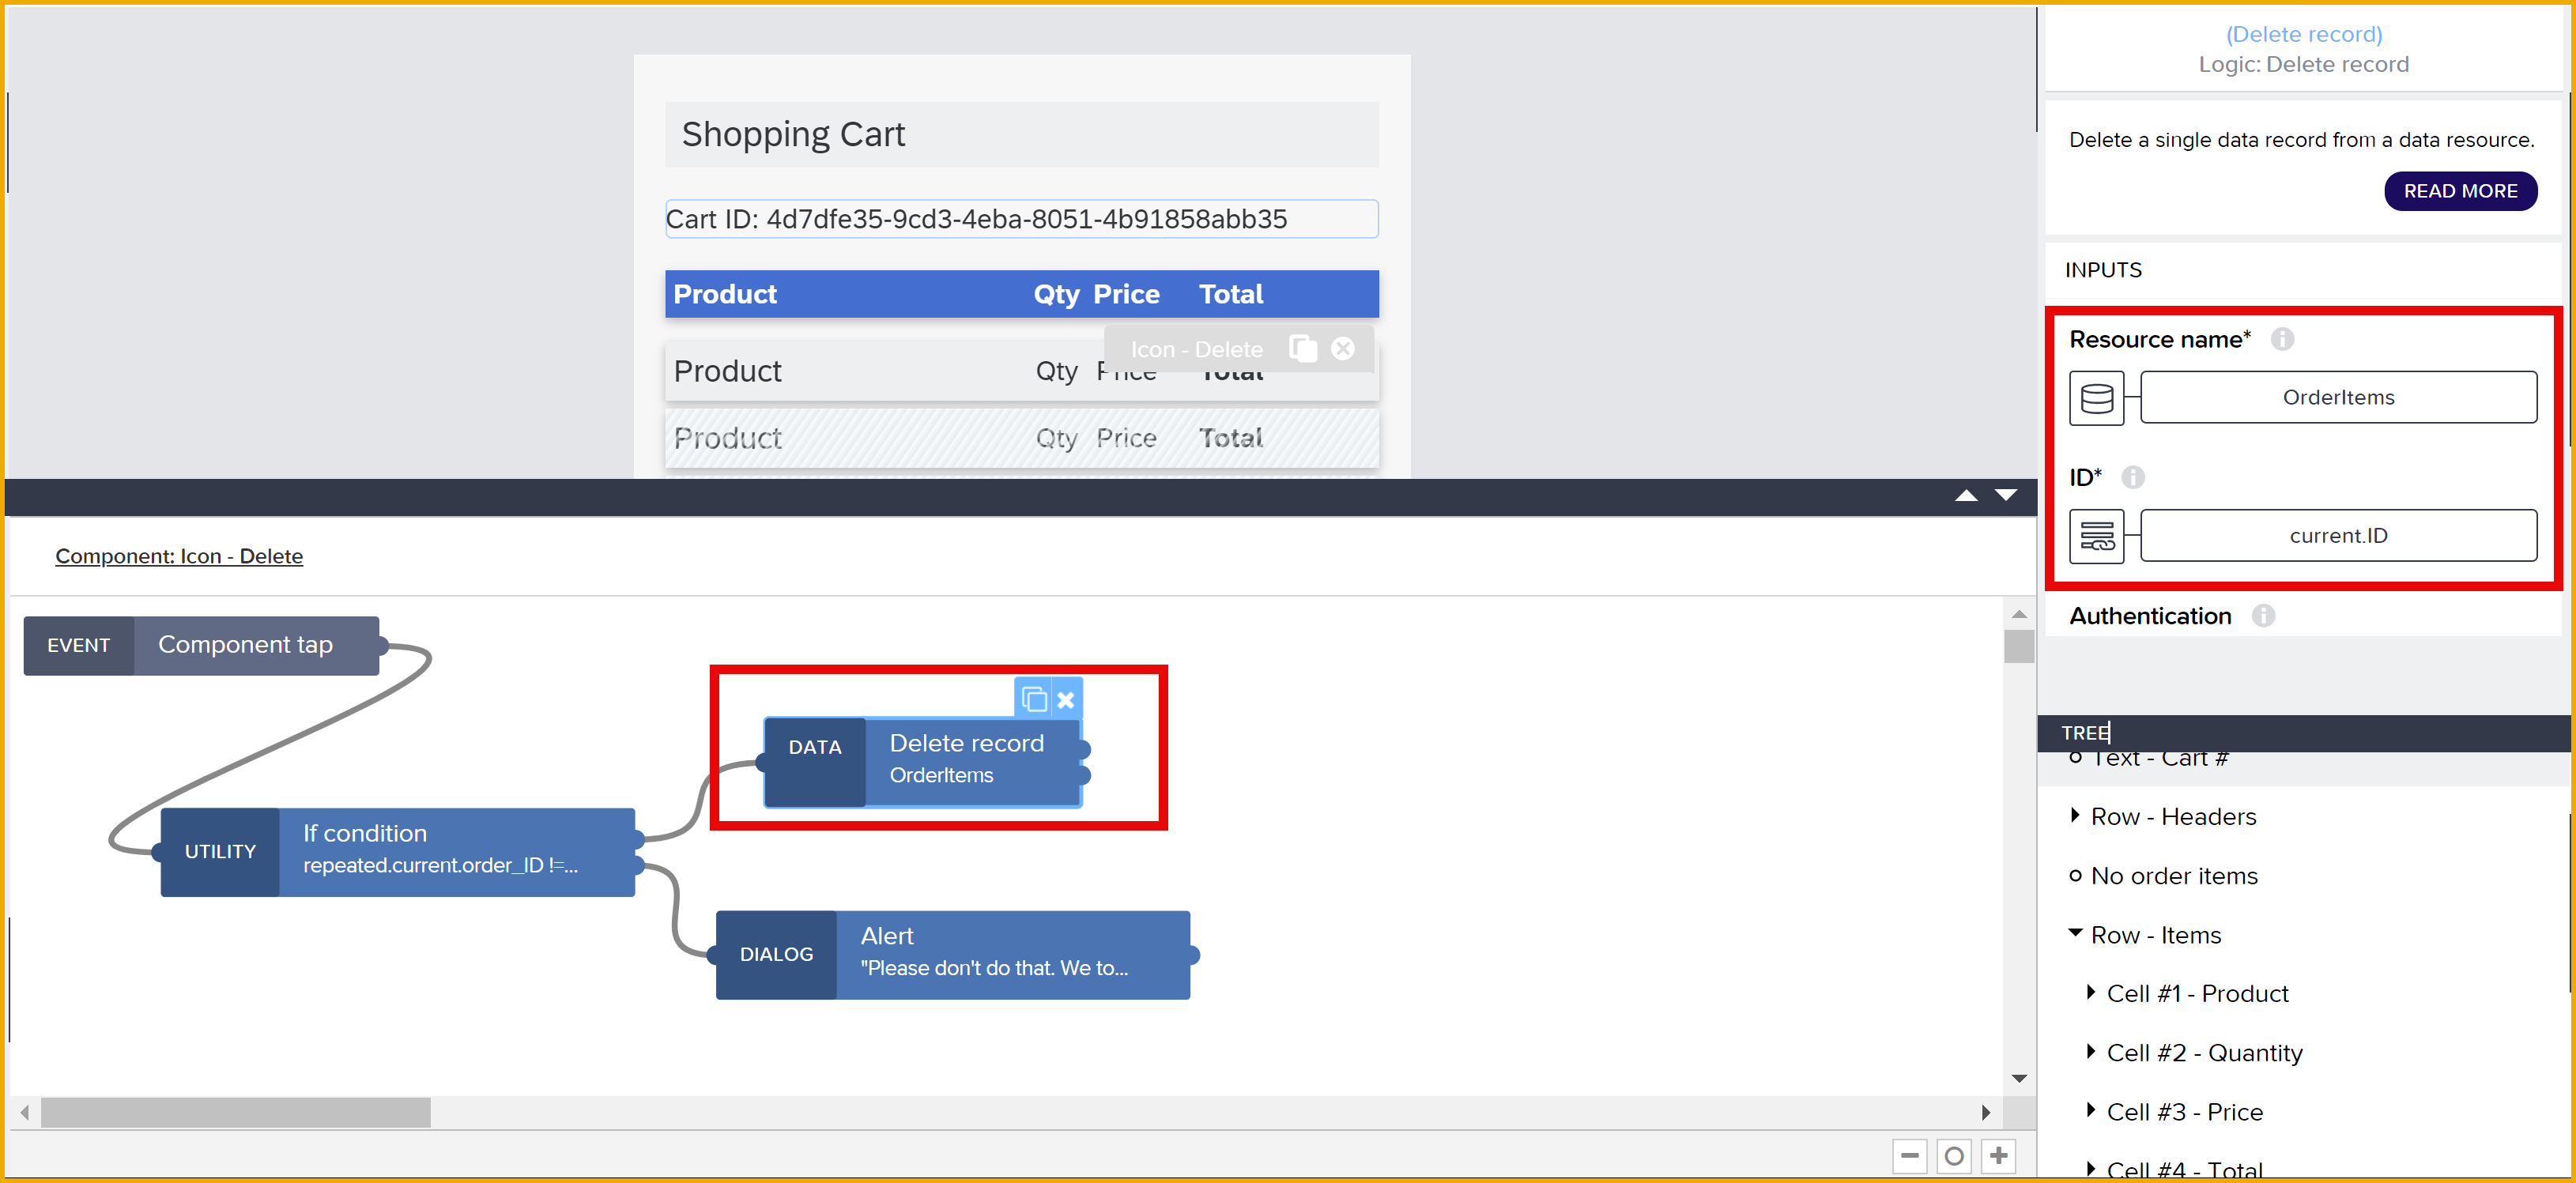 Shopping Cart
Cart ID: 4d7dfe35-9cd3-4eba-8051-4b91858abb35
Product Qty Price Total
Icon - Delete
Product Qty Price Total
Product Qty Price Total
Component: Icon - Delete
EVENT Component tap
DATA Delete record
OrderItems
UTILITY If condition
repeated.current.order_ID !=...
DIALOG Alert
"Please don't do that. We to...
(Delete record)
Logic: Delete record
Delete a single data record from a data resource.
READ MORE
INPUTS
Resource name*
OrderItems
ID*
current.ID
Authentication
TREE
Text - Cart #
Row - Headers
No order items
Row - Items
Cell #1 - Product
Cell #2 - Quantity
Cell #3 - Price
Cell #4 - Total